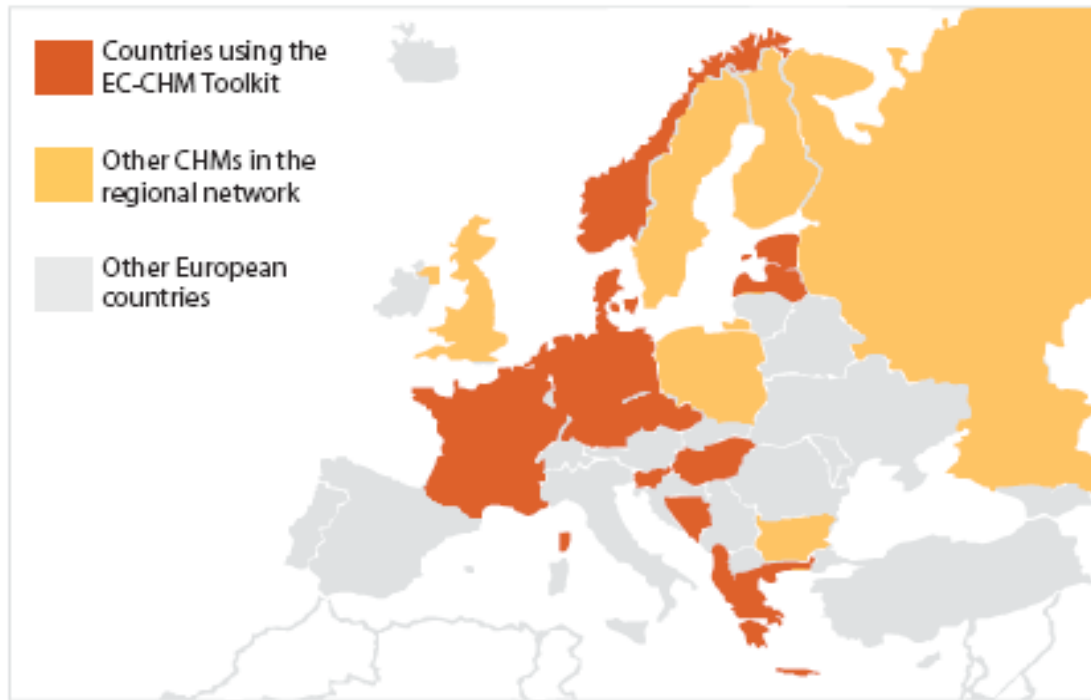 Countries using the
EC-CHM Toolkit
Other CHMs in the
regional network
Other European
countries